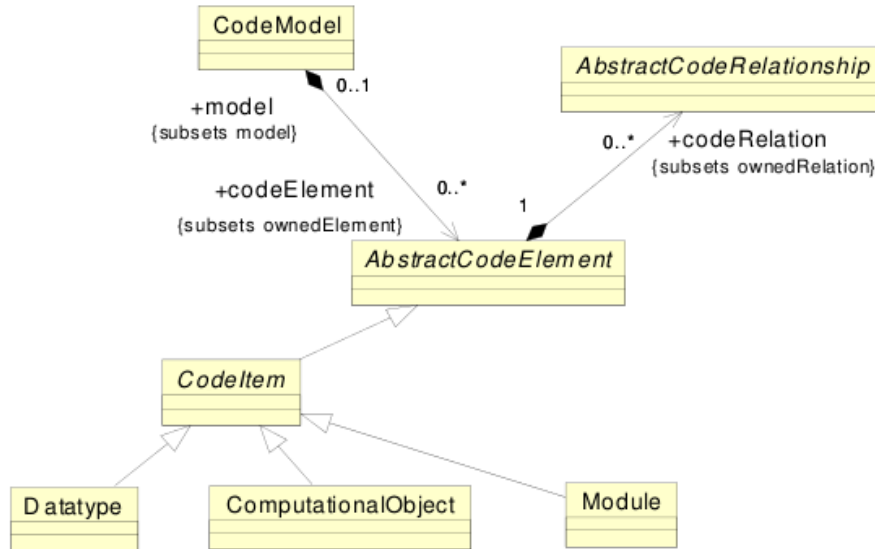 CodeModel
AbstractCodeRelationship
0..1
+model
{subsets model}
0..*
+codeRelation
{subsets ownedRelation}
+codeElement
0..*
{subsets ownedElement}
1
AbstractCodeElement
CodeItem
Datatype
ComputationalObject
Module